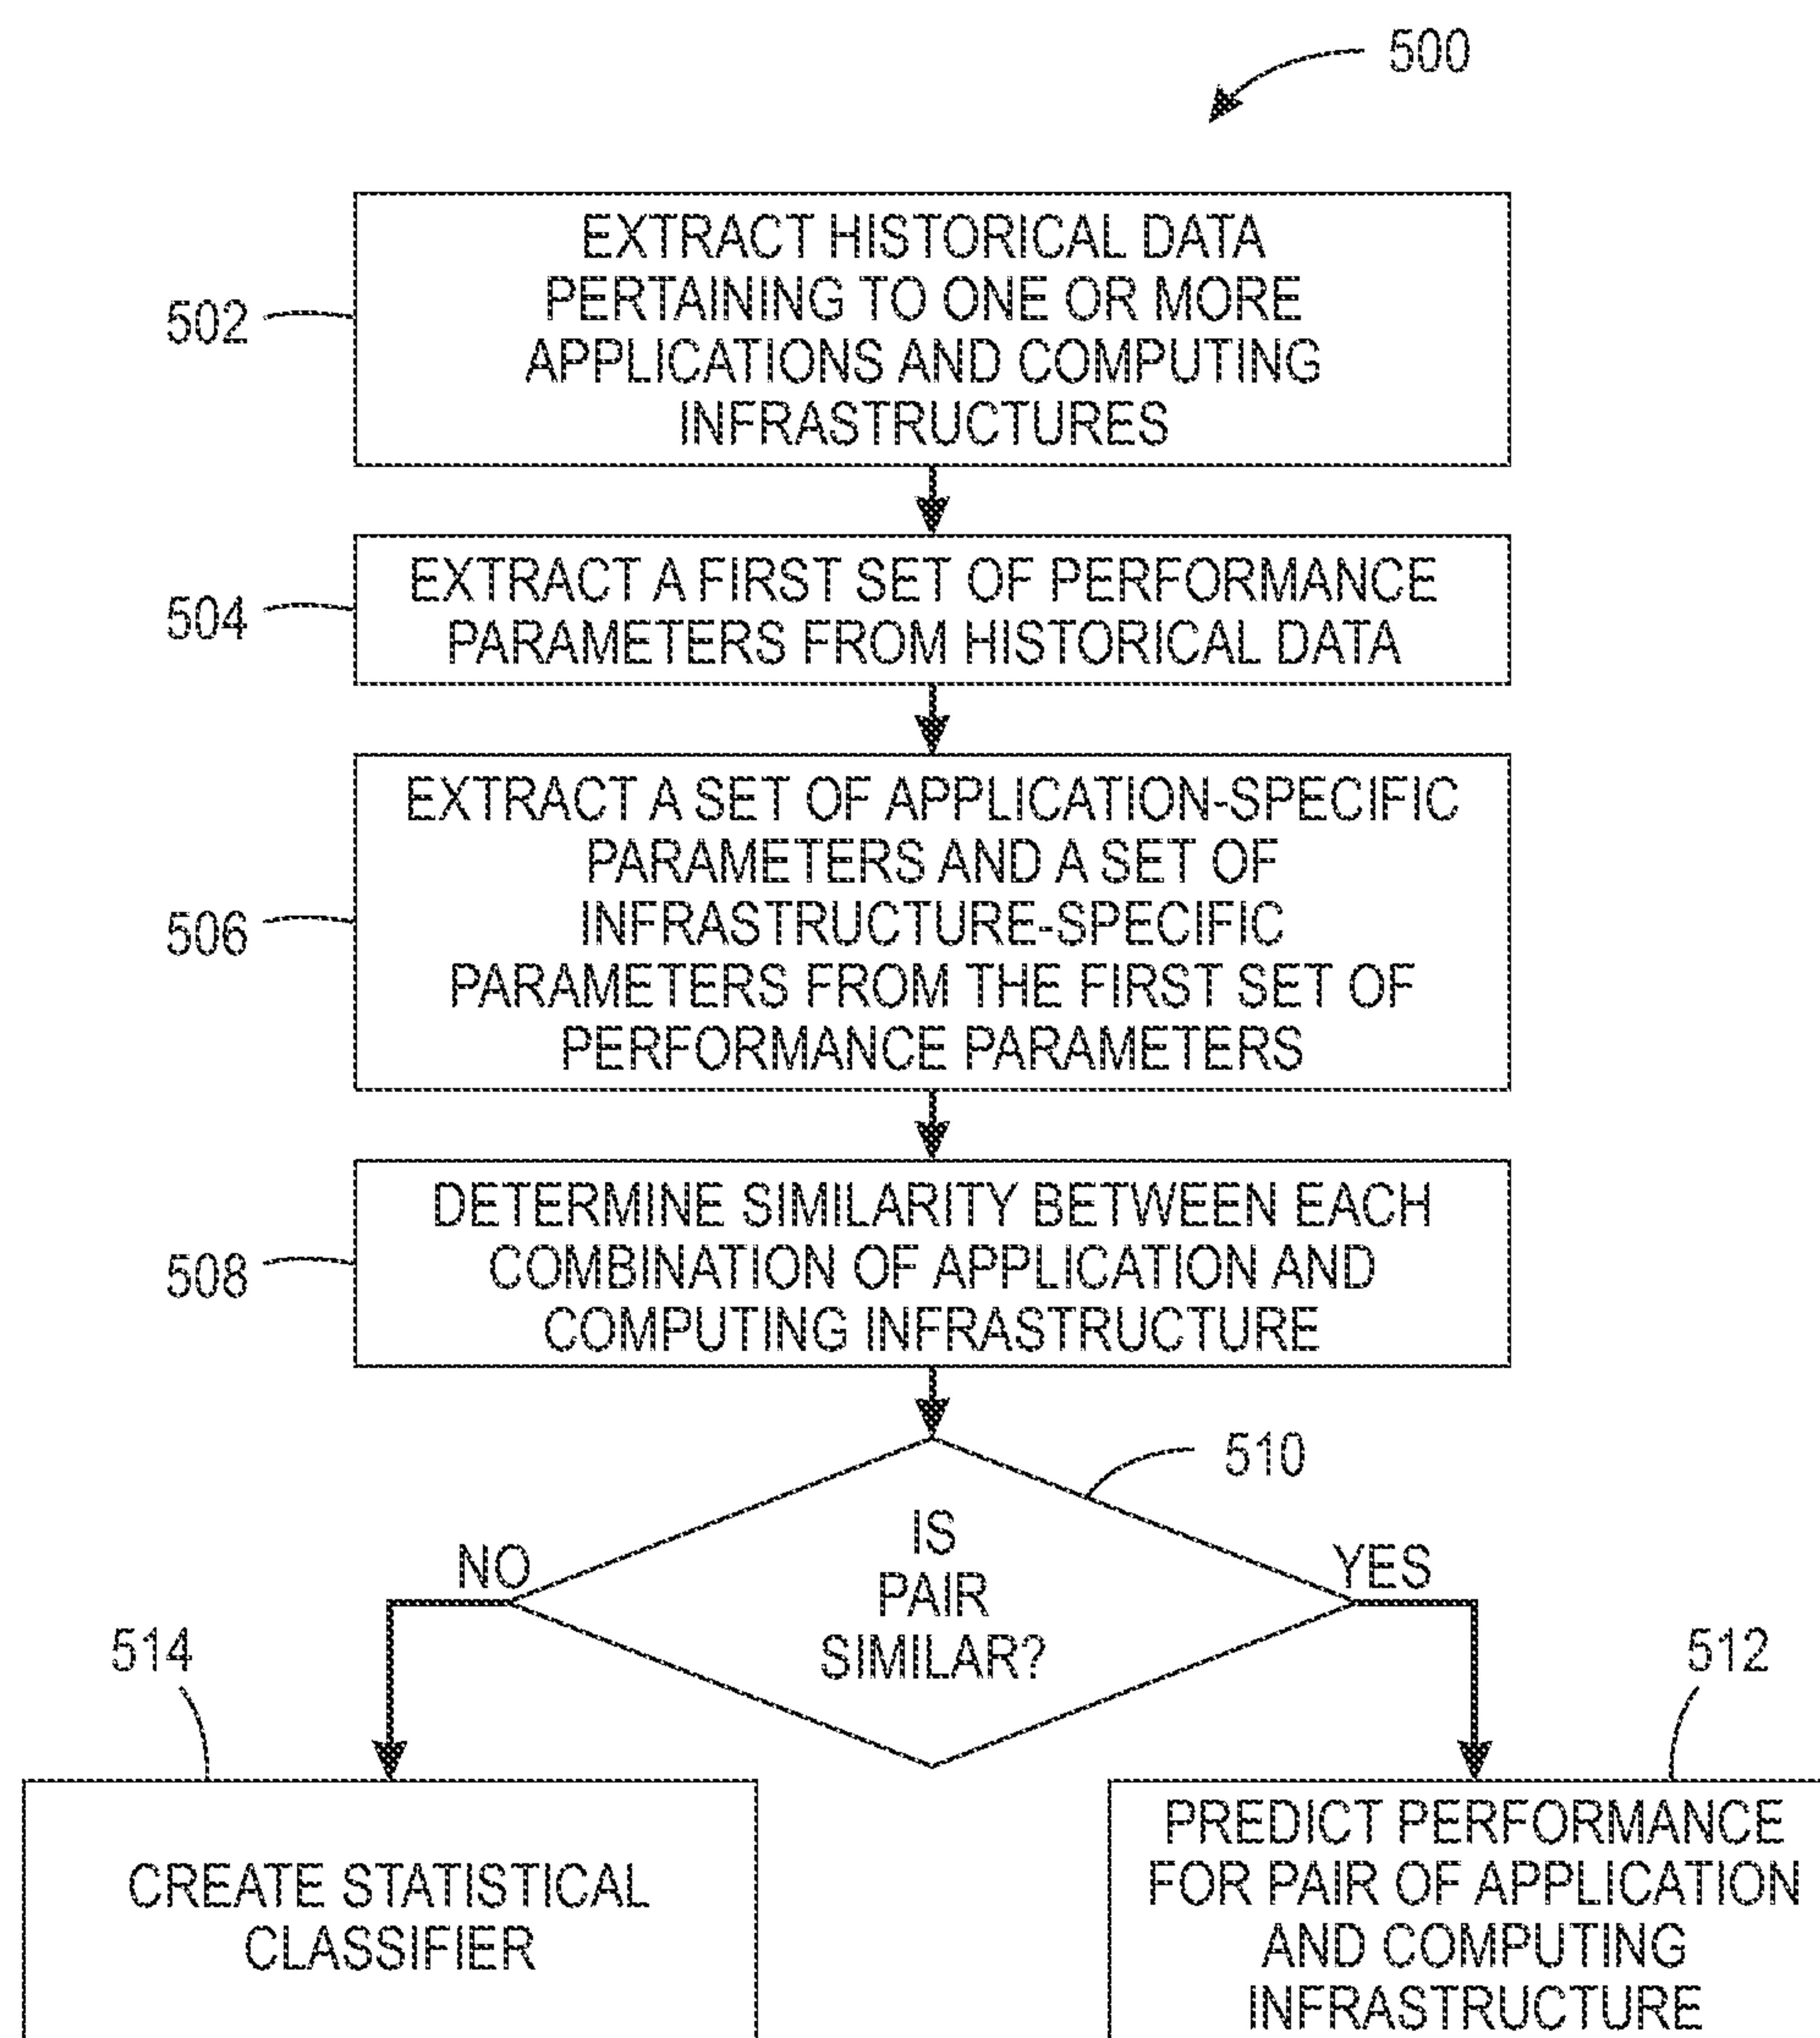 500
EXTRACT HISTORICAL DATA
PERTAINING TO ONE OR MORE
APPLICATIONS AND COMPUTING
INFRASTRUCTURES
502
EXTRACT A FIRST SET OF PERFORMANCE
PARAMETERS FROM HISTORICAL DATA
504
EXTRACT A SET OF APPLICATION-SPECIFIC
PARAMETERS AND A SET OF
INFRASTRUCTURE-SPECIFIC
PARAMETERS FROM THE FIRST SET OF
PERFORMANCE PARAMETERS
506
DETERMINE SIMILARITY BETWEEN EACH
COMBINATION OF APPLICATION AND
COMPUTING INFRASTRUCTURE
508
510
IS
PAIR
SIMILAR?
NO
YES
514
512
CREATE STATISTICAL
CLASSIFIER
PREDICT PERFORMANCE
FOR PAIR OF APPLICATION
AND COMPUTING
INFRASTRUCTURE